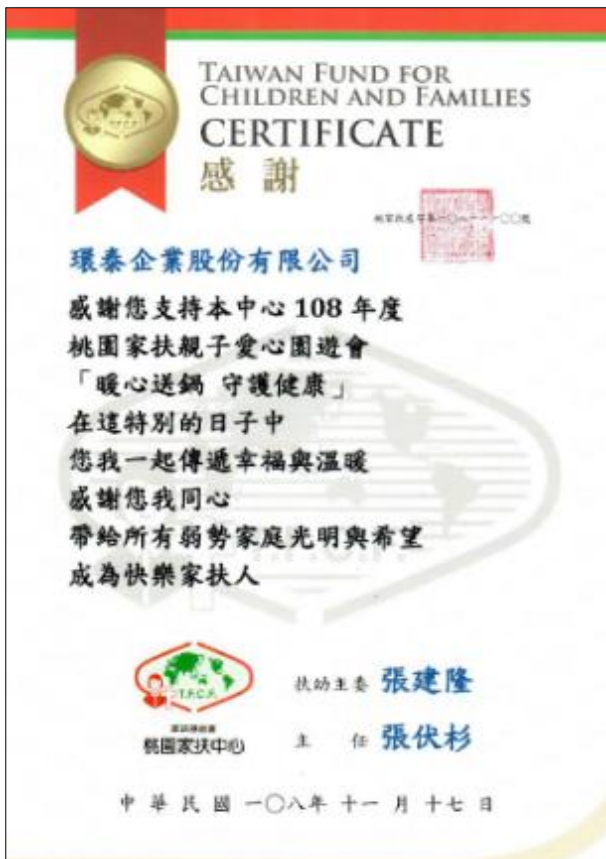 TAIWAN FUND FOR
CHILDREN AND FAMILIES
CERTIFICATE
感謝
環泰企業股份有限公司
感謝您支持本中心 108 年度
桃園家扶親子愛心園遊會
「暖心送鍋 守護健康」
在這特別的日子中
您我一起傳遞幸福與溫暖
感謝您我同心
帶給所有弱勢家庭光明與希望
成為快樂家扶人
T.F.C.F.
桃園家扶中心
扶幼主委 張建隆
主 任 張伏杉
中華民國 一〇八年 十一 月 十七 日